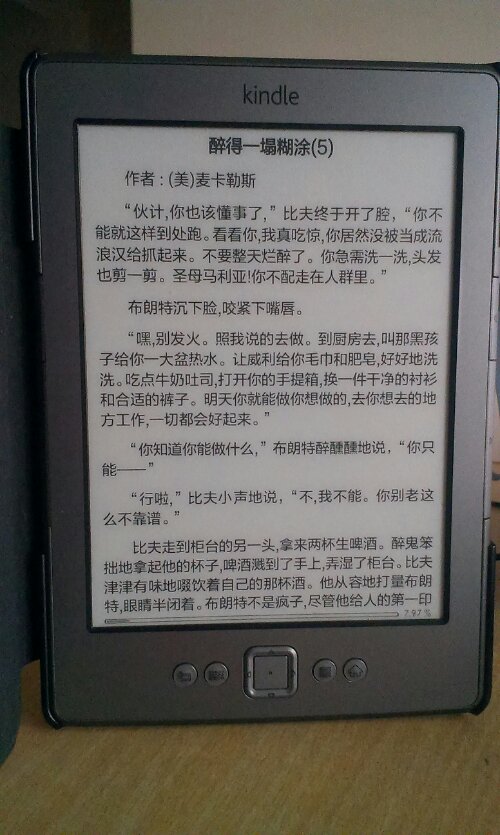 kindle
醉得一塌糊涂(5)
作者:(美)麦卡勒斯
“伙计,你也该懂事了,”比夫终于开了腔,“你不
能就这样到处跑。看看你,我真吃惊,你居然没被当成流
浪汉给抓起来。不要整天烂醉了。你急需洗一洗,头发
也剪一剪。圣母马利亚!你不配走在人群里。”
布朗特沉下脸,咬紧下嘴唇。
“嘿,别发火。照我说的去做。到厨房去,叫那黑孩
子给你一大盆热水。让威利给你毛巾和肥皂,好好地洗
洗。吃点牛奶吐司,打开你的手提箱,换一件干净的衬衫
和合适的裤子。明天你就能做你想做的,去你想去的地
方工作,一切都会好起来。”
“你知道你能做什么,”布朗特醉醺醺地说,“你只
能——”
“行啦,”比夫小声地说,“不,我不能。你别老这
么不靠谱。”
比夫走到柜台的另一头,拿来两杯生啤酒。醉鬼笨
拙地拿起他的杯子,啤酒溅到了手上,弄湿了柜台。比夫
津津有味地啜饮着自己的那杯酒。他从容地打量布朗
特,眼睛半闭着。布朗特不是疯子,尽管他给人的第一印
797 %